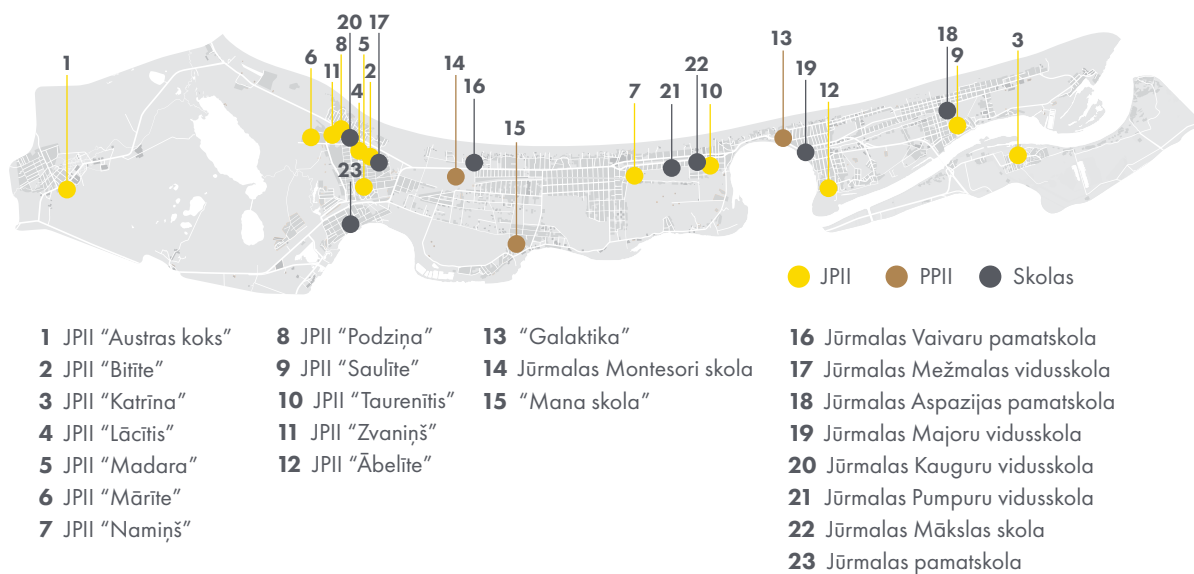 20 17
8 5
1 6 11 4 2 14 16 15 7 21 22 10 13 19 12 18 9 3
23
JPII PPII Skolas
1 JPII “Austras koks”
2 JPII “Bitīte”
3 JPII “Katrīna”
4 JPII “Lācītis”
5 JPII “Madara”
6 JPII “Mārīte”
7 JPII “Namiņš”
8 JPII “Podziņa”
9 JPII “Saulīte”
10 JPII “Taurenītis”
11 JPII “Zvaniņš”
12 JPII “Ābelīte”
13 “Galaktika”
14 Jūrmalas Montesori skola
15 “Mana skola”
16 Jūrmalas Vaivaru pamatskola
17 Jūrmalas Mežmalas vidusskola
18 Jūrmalas Aspazijas pamatskola
19 Jūrmalas Majoru vidusskola
20 Jūrmalas Kauguru vidusskola
21 Jūrmalas Pumpuru vidusskola
22 Jūrmalas Mākslas skola
23 Jūrmalas pamatskola